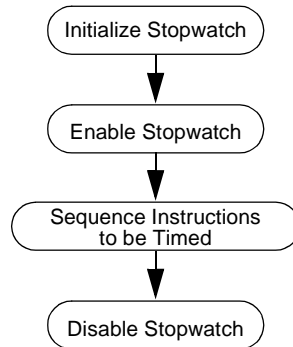 Initialize Stopwatch
Enable Stopwatch
Sequence Instructions
to be Timed
Disable Stopwatch